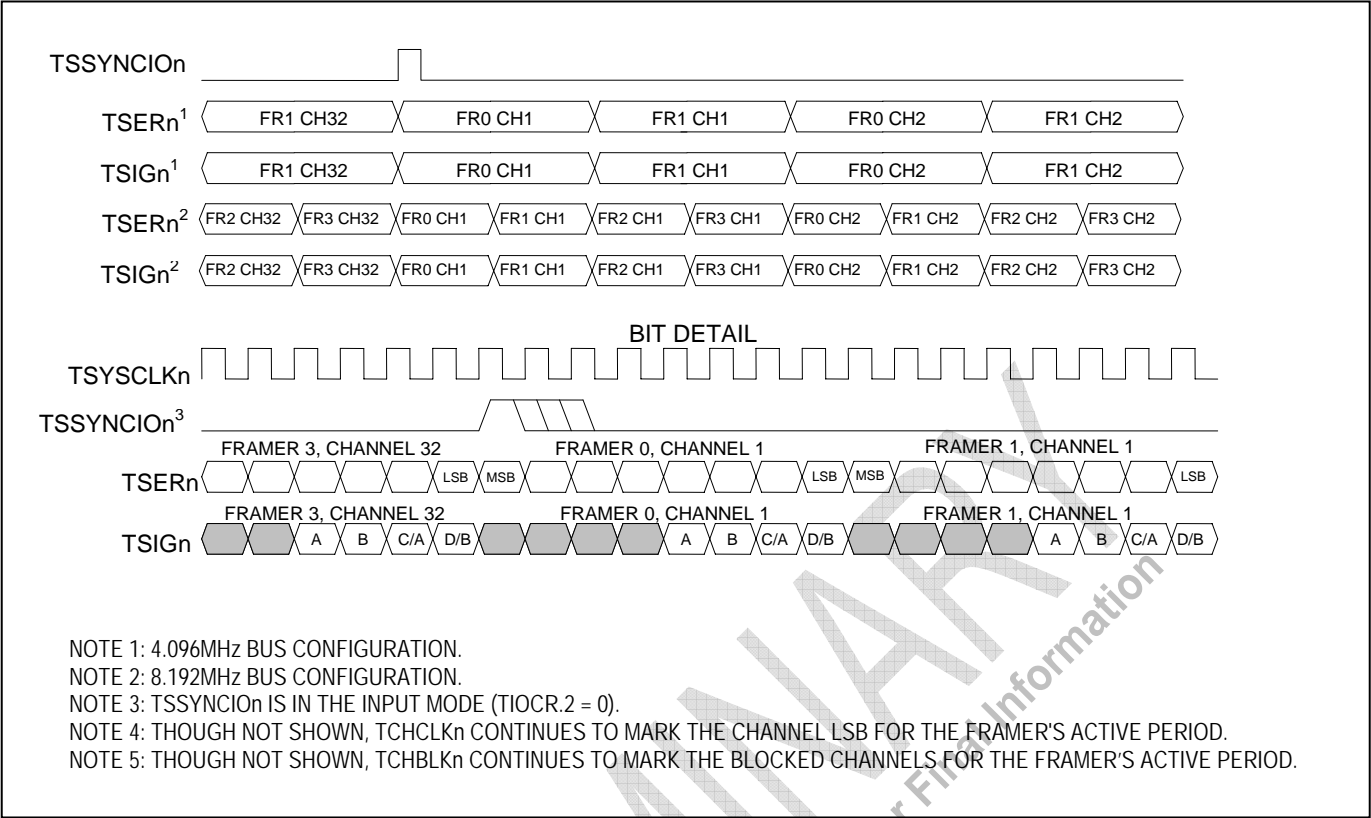 TSSYNCIOn
TSERn1 FR1 CH32 FR0 CH1 FR1 CH1 FR0 CH2 FR1 CH2
TSIGn1 FR1 CH32 FR0 CH1 FR1 CH1 FR0 CH2 FR1 CH2
TSERn2 FR2 CH32 FR3 CH32 FR0 CH1 FR1 CH1 FR2 CH1 FR3 CH1 FR0 CH2 FR1 CH2 FR2 CH2 FR3 CH2
TSIGn2 FR2 CH32 FR3 CH32 FR0 CH1 FR1 CH1 FR2 CH1 FR3 CH1 FR0 CH2 FR1 CH2 FR2 CH2 FR3 CH2
BIT DETAIL
TSYSCLKn
TSSYNCIOn3
FRAMER 3, CHANNEL 32 FRAMER 0, CHANNEL 1 FRAMER 1, CHANNEL 1
TSERn LSB MSB LSB MSB LSB
FRAMER 3, CHANNEL 32 FRAMER 0, CHANNEL 1 FRAMER 1, CHANNEL 1
TSIGn A B C/A D/B A B C/A D/B A B C/A D/B
NOTE 1: 4.096MHz BUS CONFIGURATION.
NOTE 2: 8.192MHz BUS CONFIGURATION.
NOTE 3: TSSYNCIOn IS IN THE INPUT MODE (TIOCR.2 = 0).
NOTE 4: THOUGH NOT SHOWN, TCHCLKn CONTINUES TO MARK THE CHANNEL LSB FOR THE FRAMER'S ACTIVE PERIOD.
NOTE 5: THOUGH NOT SHOWN, TCHBLKn CONTINUES TO MARK THE BLOCKED CHANNELS FOR THE FRAMER’S ACTIVE PERIOD.
MINARY
r Final Information